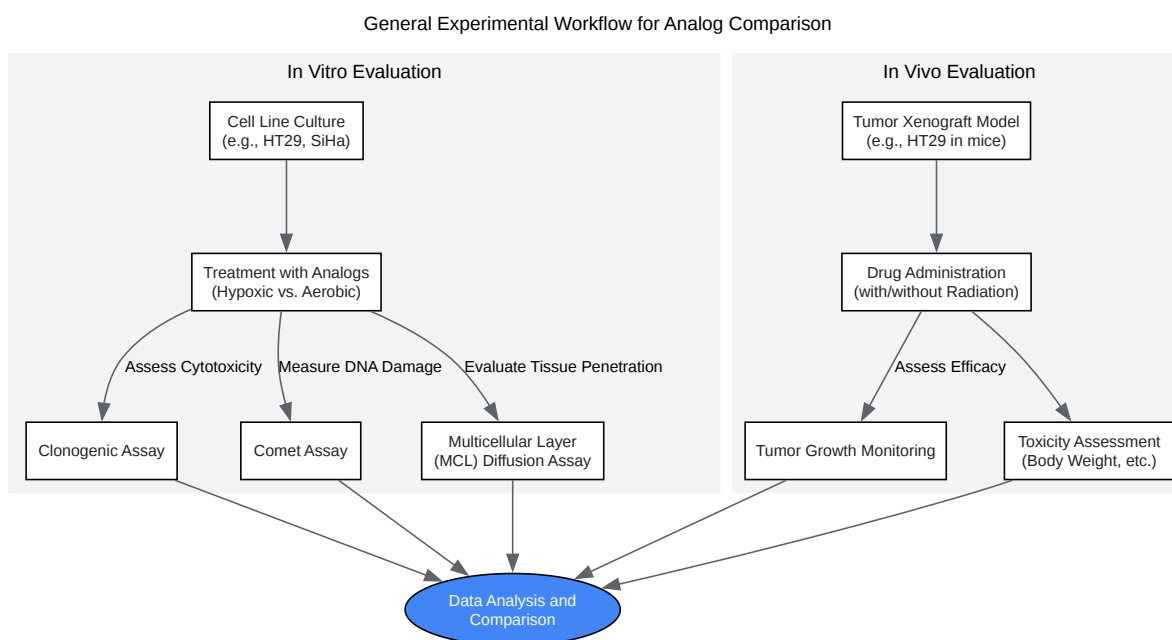 General Experimental Workflow for Analog Comparison
In Vitro Evaluation
Cell Line Culture
(e.g., HT29, SiHa)
Treatment with Analogs
(Hypoxic vs. Aerobic)
Assess Cytotoxicity
Measure DNA Damage
Evaluate Tissue Penetration
Clonogenic Assay
Comet Assay
Multicellular Layer
(MCL) Diffusion Assay
In Vivo Evaluation
Tumor Xenograft Model
(e.g., HT29 in mice)
Drug Administration
(with/without Radiation)
Assess Efficacy
Tumor Growth Monitoring
Toxicity Assessment
(Body Weight, etc.)
Data Analysis and
Comparison